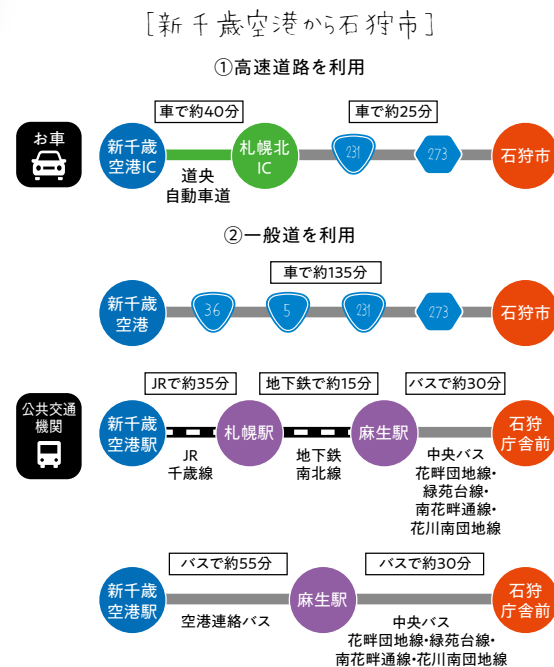 [新千歳空港から石狩市]
①高速道路を利用
お車
車で約40分
車で約25分
新千歳
空港IC
道央
自動車道
札幌北
IC
231
273
石狩市
②一般道を利用
車で約135分
新千歳
空港
36
5
231
273
石狩市
公共交通
機関
JRで約35分
地下鉄で約15分
バスで約30分
新千歳
空港駅
JR
千歳線
札幌駅
地下鉄
南北線
麻生駅
中央バス
花畔団地線・
緑苑台線・
南花畔通線・
花川南団地線
石狩
庁舎前
バスで約55分
バスで約30分
新千歳
空港駅
空港連絡バス
麻生駅
中央バス
花畔団地線・緑苑台線・
南花畔通線・花川南団地線
石狩
庁舎前